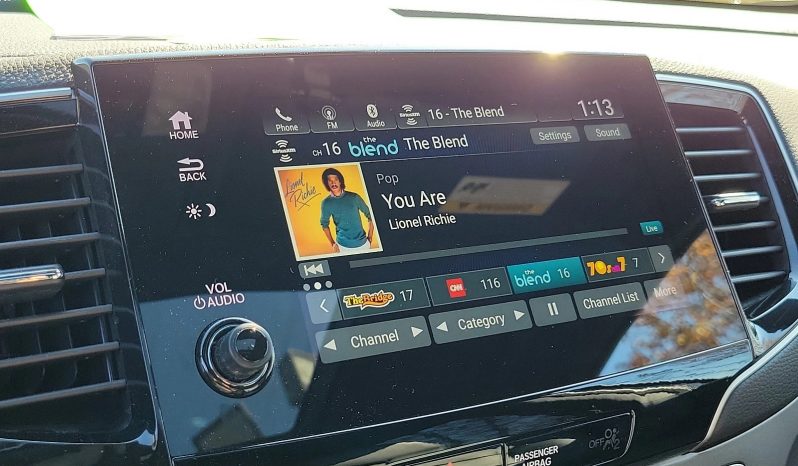 HOME
BACK
VOL
AUDIO
Phone
FM
Audio
SiriusXM
16 - The Blend
1:13
SiriusXM
CH 16 the blend The Blend
Settings
Sound
Lionel Richie
Pop
You Are
Lionel Richie
Live
The Bridge 17
CNN 116
the blend 16
70s on 7 7
Channel
Category
Channel List
More
PASSENGER
AIRBAG
OFF